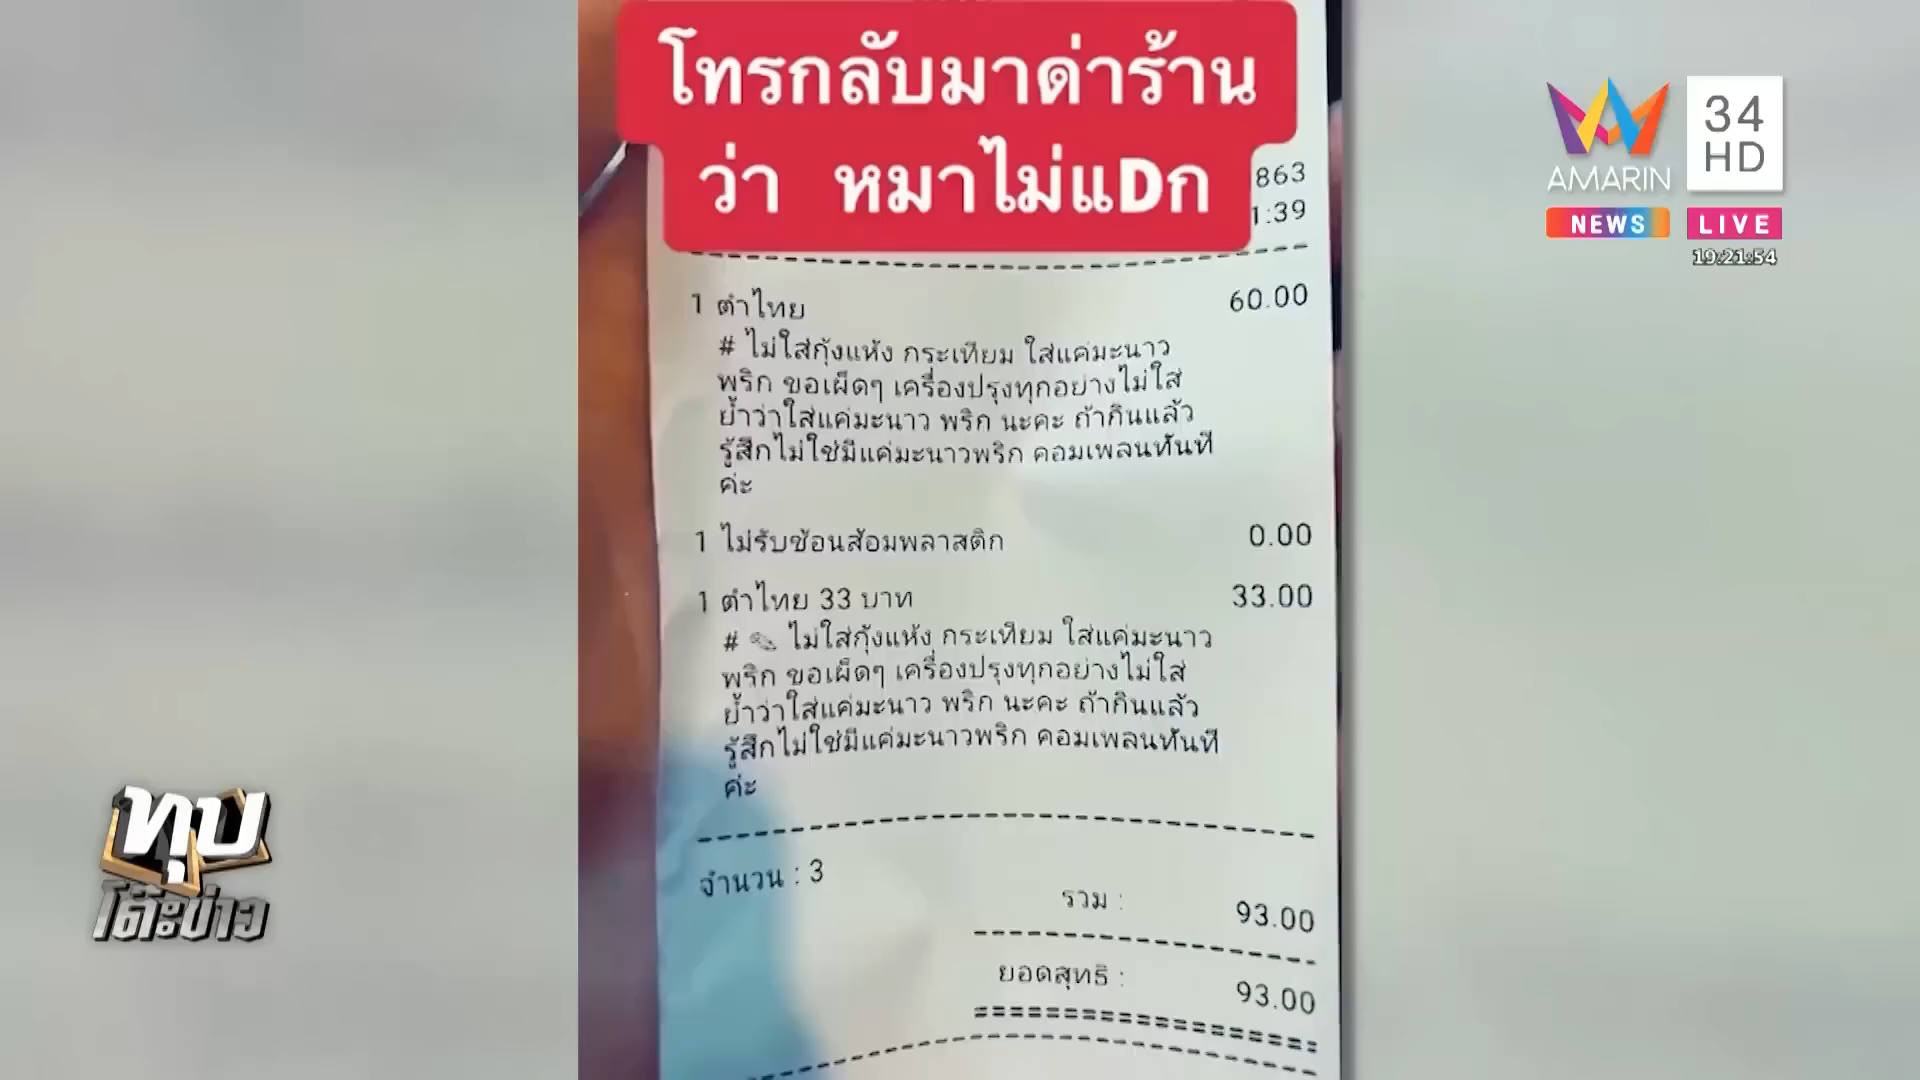 โทรกลับมาด่าร้าน
ว่า หมาไม่แDก
863
1:39
1 ตำไทย 60.00
# ไม่ใส่กุ้งแห้ง กระเทียม ใส่แค่มะนาว
พริก ขอเผ็ดๆ เครื่องปรุงทุกอย่างไม่ใส่
ย้ำว่าใส่แค่มะนาว พริก นะคะ ถ้ากินแล้ว
รู้สึกไม่ใช่มีแค่มะนาวพริก คอมเพลนทันที
ค่ะ
1 ไม่รับช้อนส้อมพลาสติก 0.00
1 ตำไทย 33 บาท 33.00
# ไม่ใส่กุ้งแห้ง กระเทียม ใส่แค่มะนาว
พริก ขอเผ็ดๆ เครื่องปรุงทุกอย่างไม่ใส่
ย้ำว่าใส่แค่มะนาว พริก นะคะ ถ้ากินแล้ว
รู้สึกไม่ใช่มีแค่มะนาวพริก คอมเพลนทันที
ค่ะ
จำนวน : 3
รวม : 93.00
ยอดสุทธิ : 93.00
AMARIN
34
HD
NEWS
LIVE
19:21:54
ทุบ
โต๊ะข่าว